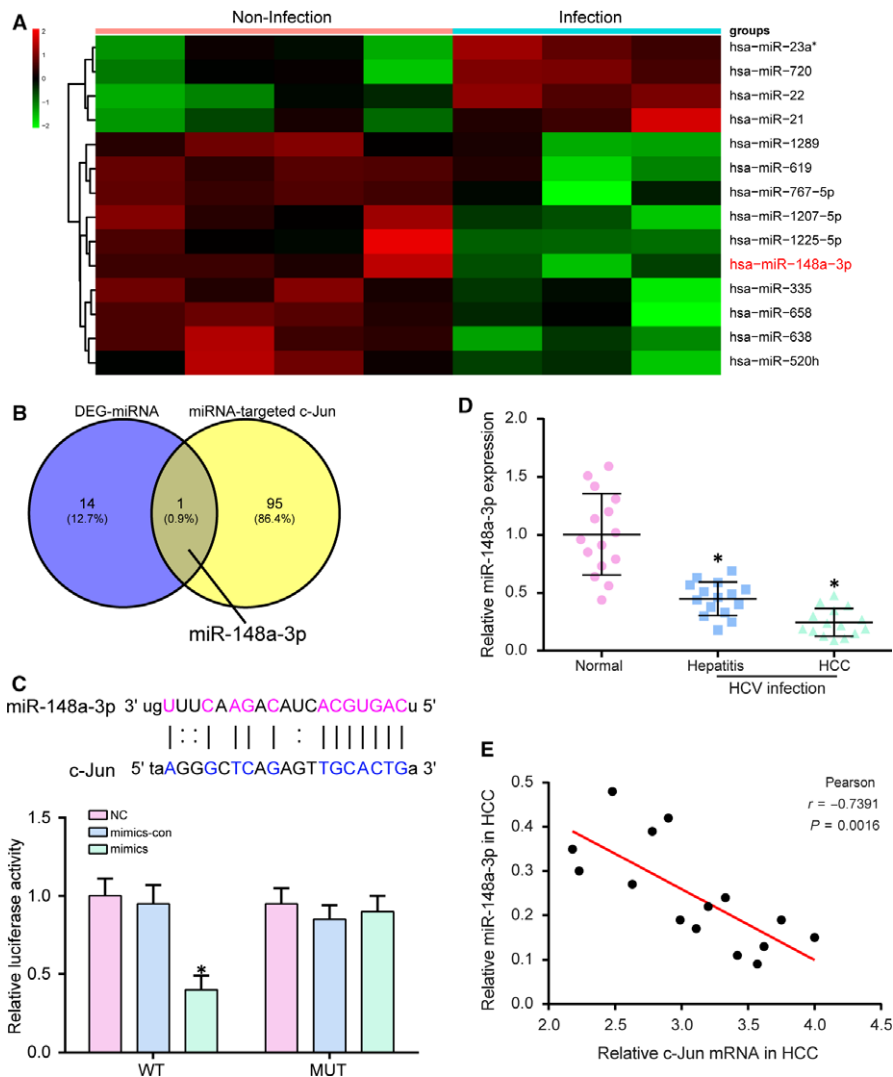 A
Non-Infection Infection
groups
2
1
0
−1
−2
hsa−miR−23a*
hsa−miR−720
hsa−miR−22
hsa−miR−21
hsa−miR−1289
hsa−miR−619
hsa−miR−767−5p
hsa−miR−1207−5p
hsa−miR−1225−5p
hsa−miR−148a−3p
hsa−miR−335
hsa−miR−658
hsa−miR−638
hsa−miR−520h
B
DEG-miRNA miRNA-targeted c-Jun
14 1 95
(12.7%) (0.9%) (86.4%)
miR-148a-3p
C
miR-148a-3p 3' ugUUUCAAGACAUCACGUGACu 5'
c-Jun 5' taAGGGCTCAGAGTTGCACTGa 3'
NC
mimics-con
mimics
Relative luciferase activity
1.5
1.0
0.5
0.0
*
WT MUT
D
Relative miR-148a-3p expression
2.0
1.5
1.0
0.5
0.0
* *
Normal Hepatitis HCC
HCV infection
E
Pearson
r = −0.7391
P = 0.0016
Relative miR-148a-3p in HCC
0.5
0.4
0.3
0.2
0.1
0.0
2.0 2.5 3.0 3.5 4.0 4.5
Relative c-Jun mRNA in HCC